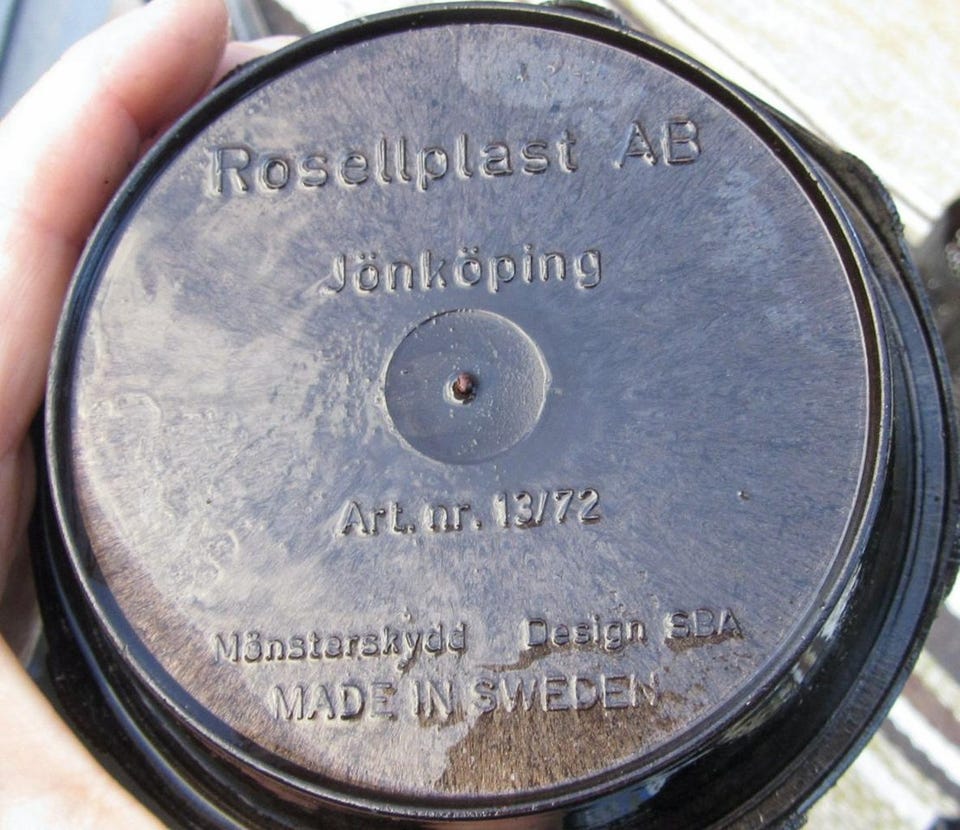 Rosellplast AB
Jönköping
Art. nr. 13/72
Mönsterskydd Design SBA
MADE IN SWEDEN